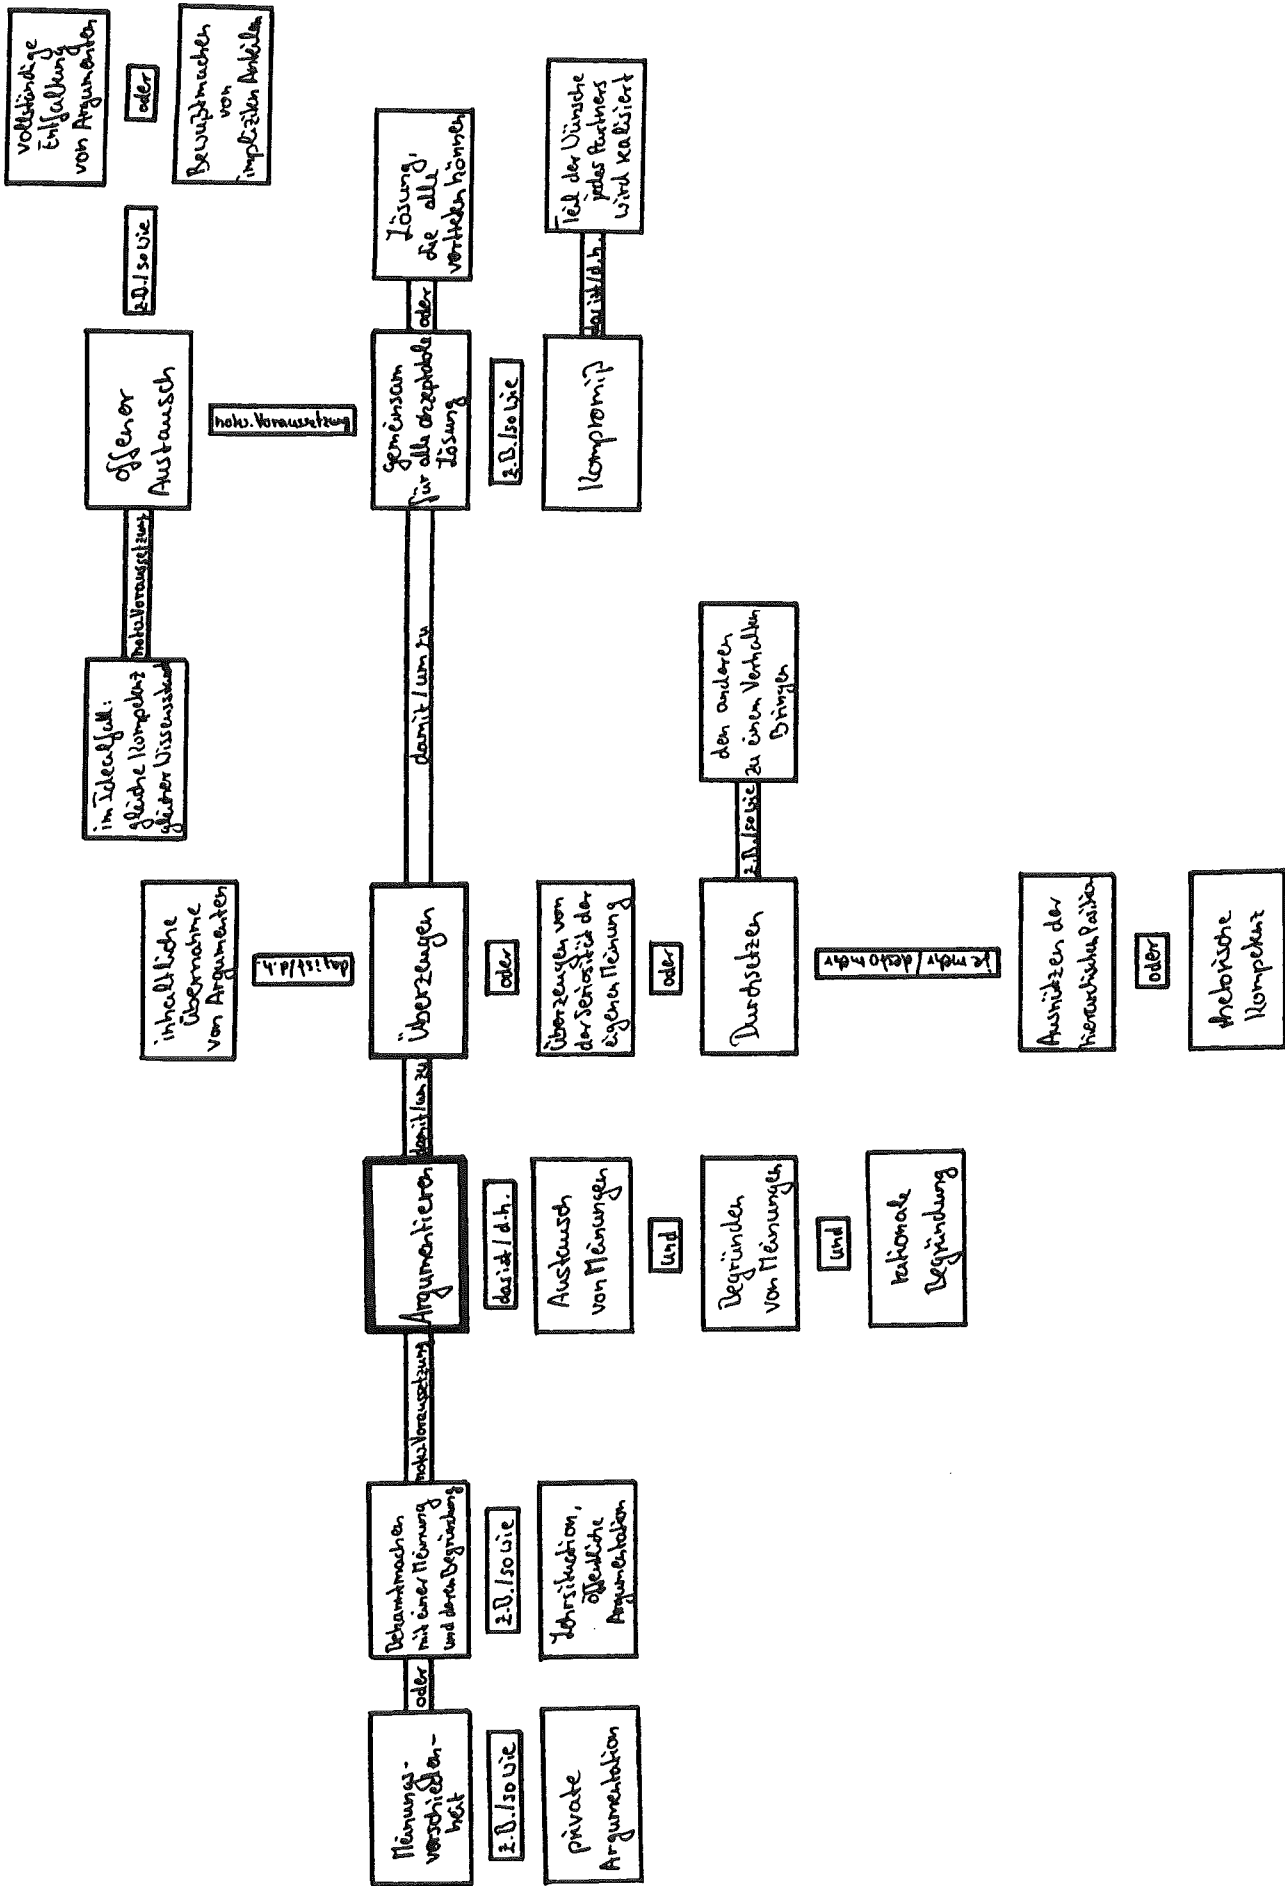 vollständige
Entfaltung
von Argumenten
oder
Bewußtmachen
von
impliziten Anteilen
z.B./so wie
offener
Austausch
notw. Voraussetzung
im Idealfall:
gleiche Kompetenz
gleicher Wissensstand
notw. Voraussetzung
inhaltliche
Übernahme
von Argumenten
das ist/d.h.
Meinungs-
verschieden-
heit
oder
Bekanntmachen
mit einer Meinung
und deren Begründung
notw. Voraussetzung
Argumentieren
damit/um zu
Überzeugen
damit/um zu
gemeinsam
für alle akzeptable
Lösung
oder
Lösung,
die alle
vertreten können
z.B./so wie
private
Argumentation
z.B./so wie
Lehrsituation,
öffentliche
Argumentation
das ist/d.h.
Austausch
von Meinungen
und
Begründen
von Meinungen
und
rationale
Begründung
oder
Überzeugen von
der Seriosität der
eigenen Meinung
oder
Durchsetzen
z.B./so wie
den anderen
zu einem Verhalten
Bringen
je mehr/desto mehr
Ausnützen der
hierarchischen Position
oder
rhetorische
Kompetenz
z.B./so wie
Kompromiß
das ist/d.h.
Teil der Wünsche
jedes Partners
wird realisiert